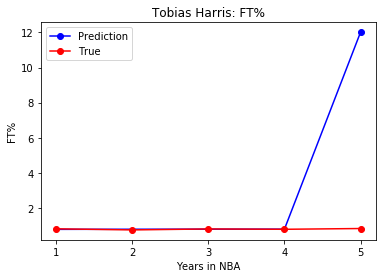 Tobias Harris: FT%
Prediction
True
12
10
8
6
4
2
FT%
1 2 3 4 5
Years in NBA